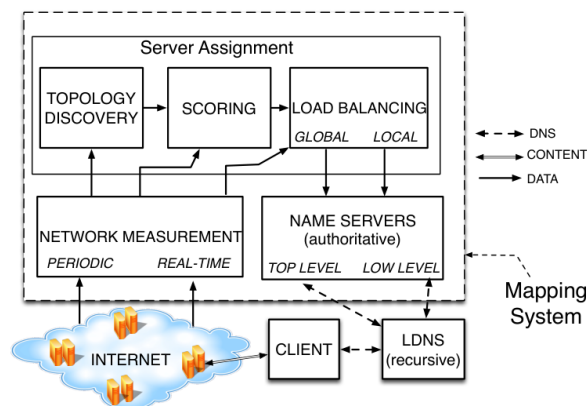 Server Assignment
TOPOLOGY
DISCOVERY
SCORING
LOAD BALANCING
GLOBAL
LOCAL
DNS
CONTENT
DATA
NETWORK MEASUREMENT
PERIODIC
REAL-TIME
NAME SERVERS
(authoritative)
TOP LEVEL
LOW LEVEL
Mapping
System
INTERNET
CLIENT
LDNS
(recursive)